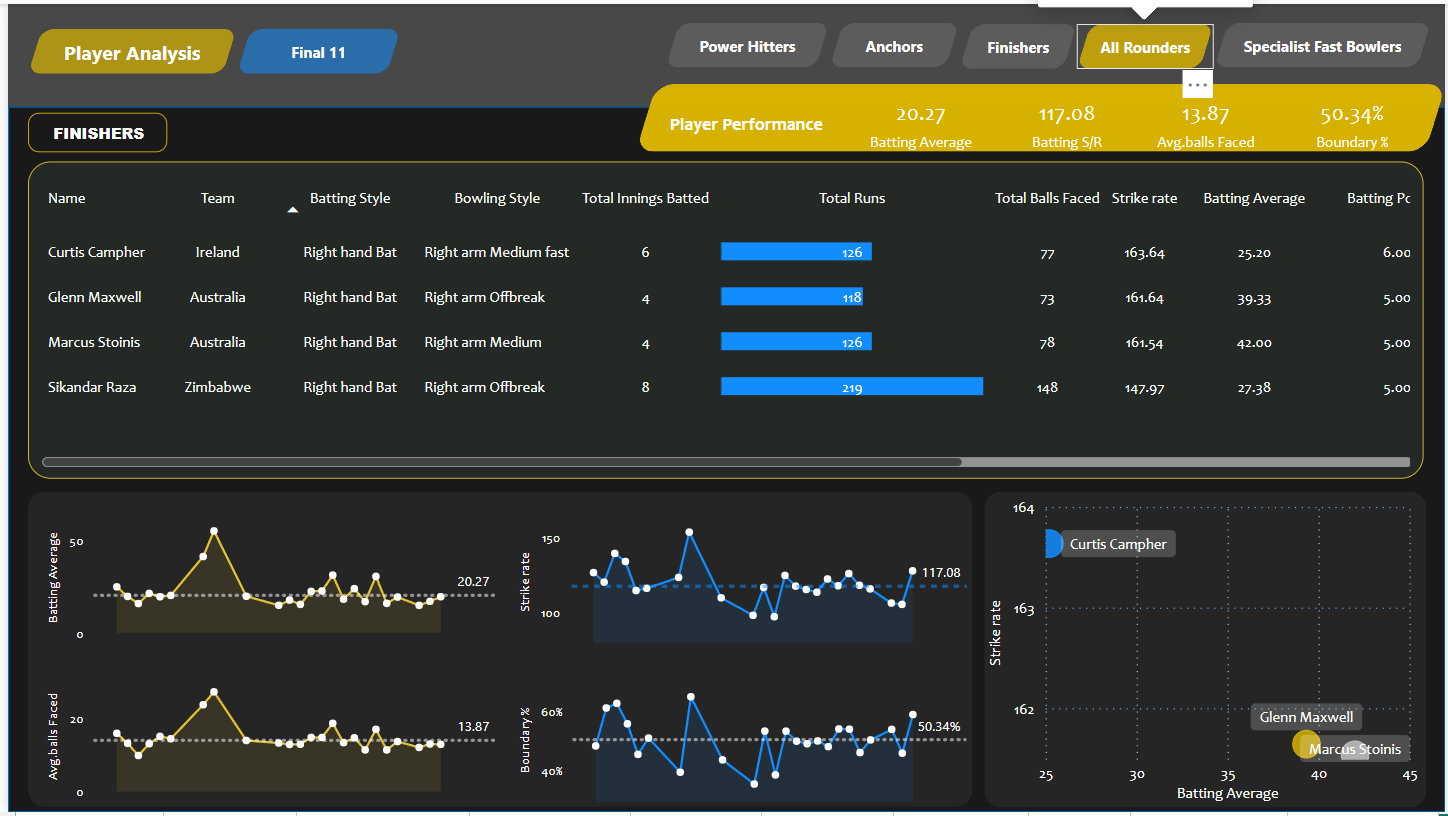 Player Analysis
Final 11
Power Hitters
Anchors
Finishers
All Rounders
Specialist Fast Bowlers
...
FINISHERS
Player Performance
20.27
Batting Average
117.08
Batting S/R
13.87
Avg.balls Faced
50.34%
Boundary %
Name Team Batting Style Bowling Style Total Innings Batted Total Runs Total Balls Faced Strike rate Batting Average Batting Po
Curtis Campher Ireland Right hand Bat Right arm Medium fast 6 126 77 163.64 25.20 6.00
Glenn Maxwell Australia Right hand Bat Right arm Offbreak 4 118 73 161.64 39.33 5.00
Marcus Stoinis Australia Right hand Bat Right arm Medium 4 126 78 161.54 42.00 5.00
Sikandar Raza Zimbabwe Right hand Bat Right arm Offbreak 8 219 148 147.97 27.38 5.00
Batting Average
50
0
20.27
Strike rate
150
100
117.08
Avg.balls Faced
20
0
13.87
Boundary %
60%
40%
50.34%
Strike rate
164
163
162
Curtis Campher
Glenn Maxwell
Marcus Stoinis
25 30 35 40 45
Batting Average